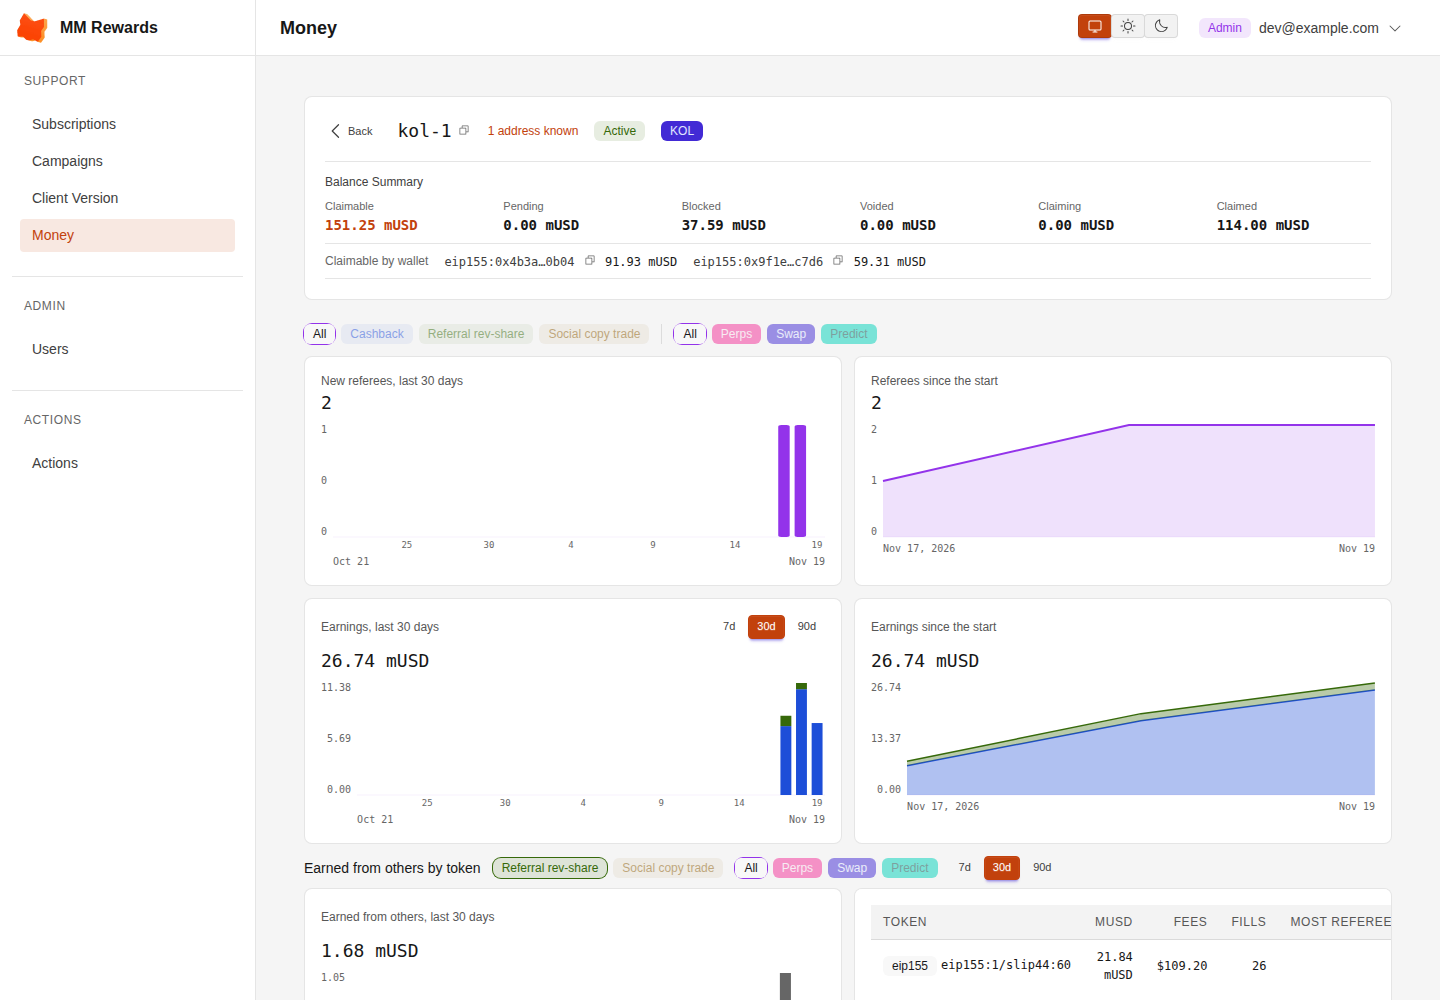 MM Rewards
Money
Admin
dev@example.com
SUPPORT
Subscriptions
Campaigns
Client Version
Money
ADMIN
Users
ACTIONS
Actions
Back
kol-1
1 address known
Active
KOL
Balance Summary
Claimable
Pending
Blocked
Voided
Claiming
Claimed
151.25 mUSD
0.00 mUSD
37.59 mUSD
0.00 mUSD
0.00 mUSD
114.00 mUSD
Claimable by wallet
eip155:0x4b3a…0b04
91.93 mUSD
eip155:0x9f1e…c7d6
59.31 mUSD
All
Cashback
Referral rev-share
Social copy trade
All
Perps
Swap
Predict
New referees, last 30 days
2
1
0
0
25
30
4
9
14
19
Oct 21
Nov 19
Referees since the start
2
2
1
0
Nov 17, 2026
Nov 19
Earnings, last 30 days
7d
30d
90d
26.74 mUSD
11.38
5.69
0.00
25
30
4
9
14
19
Oct 21
Nov 19
Earnings since the start
26.74 mUSD
26.74
13.37
0.00
Nov 17, 2026
Nov 19
Earned from others by token
Referral rev-share
Social copy trade
All
Perps
Swap
Predict
7d
30d
90d
Earned from others, last 30 days
1.68 mUSD
1.05
TOKEN
MUSD
FEES
FILLS
MOST REFEREE
eip155
eip155:1/slip44:60
21.84
mUSD
$109.20
26